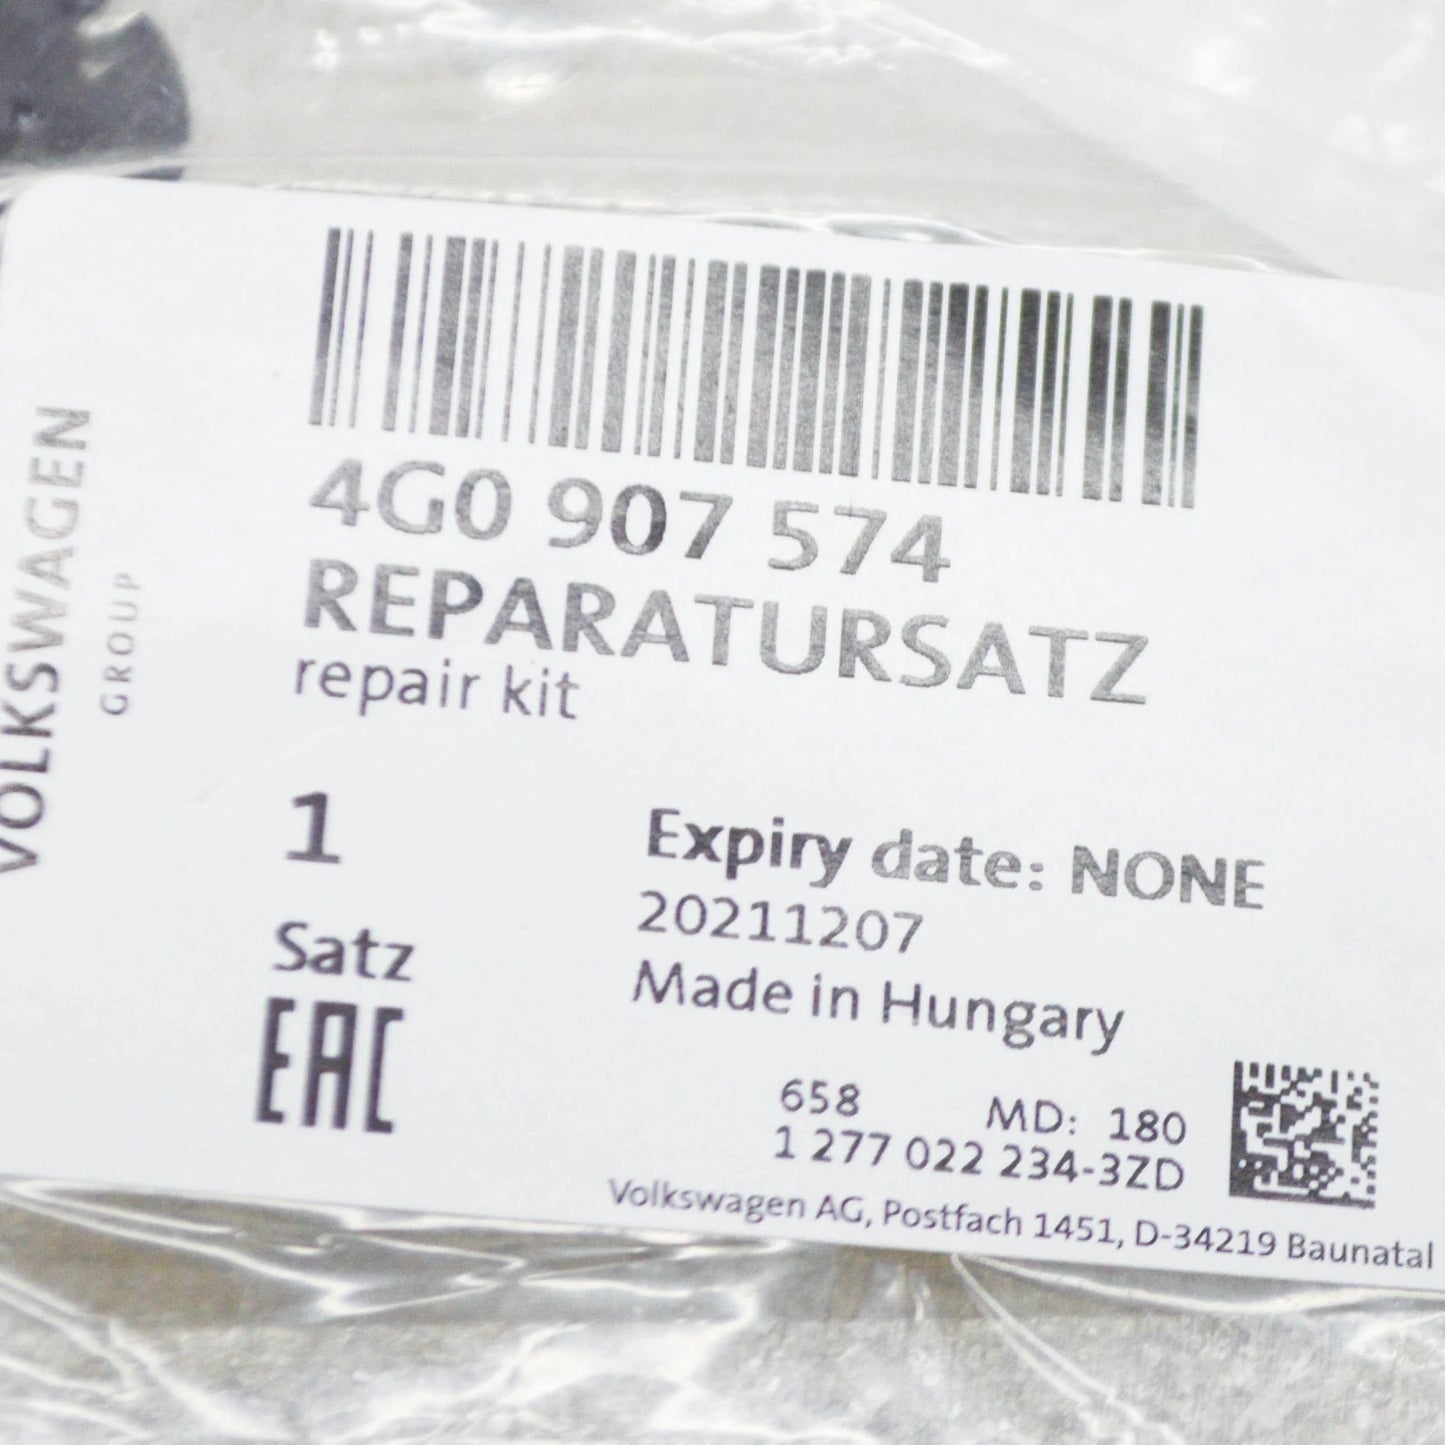 VOLKSWAGEN
GROUP
4G0 907 574
REPARATURSATZ
repair kit
1
Satz
EAC
Expiry date: NONE
20211207
Made in Hungary
658 MD: 180
1 277 022 234-3ZD
Volkswagen AG, Postfach 1451, D-34219 Baunatal